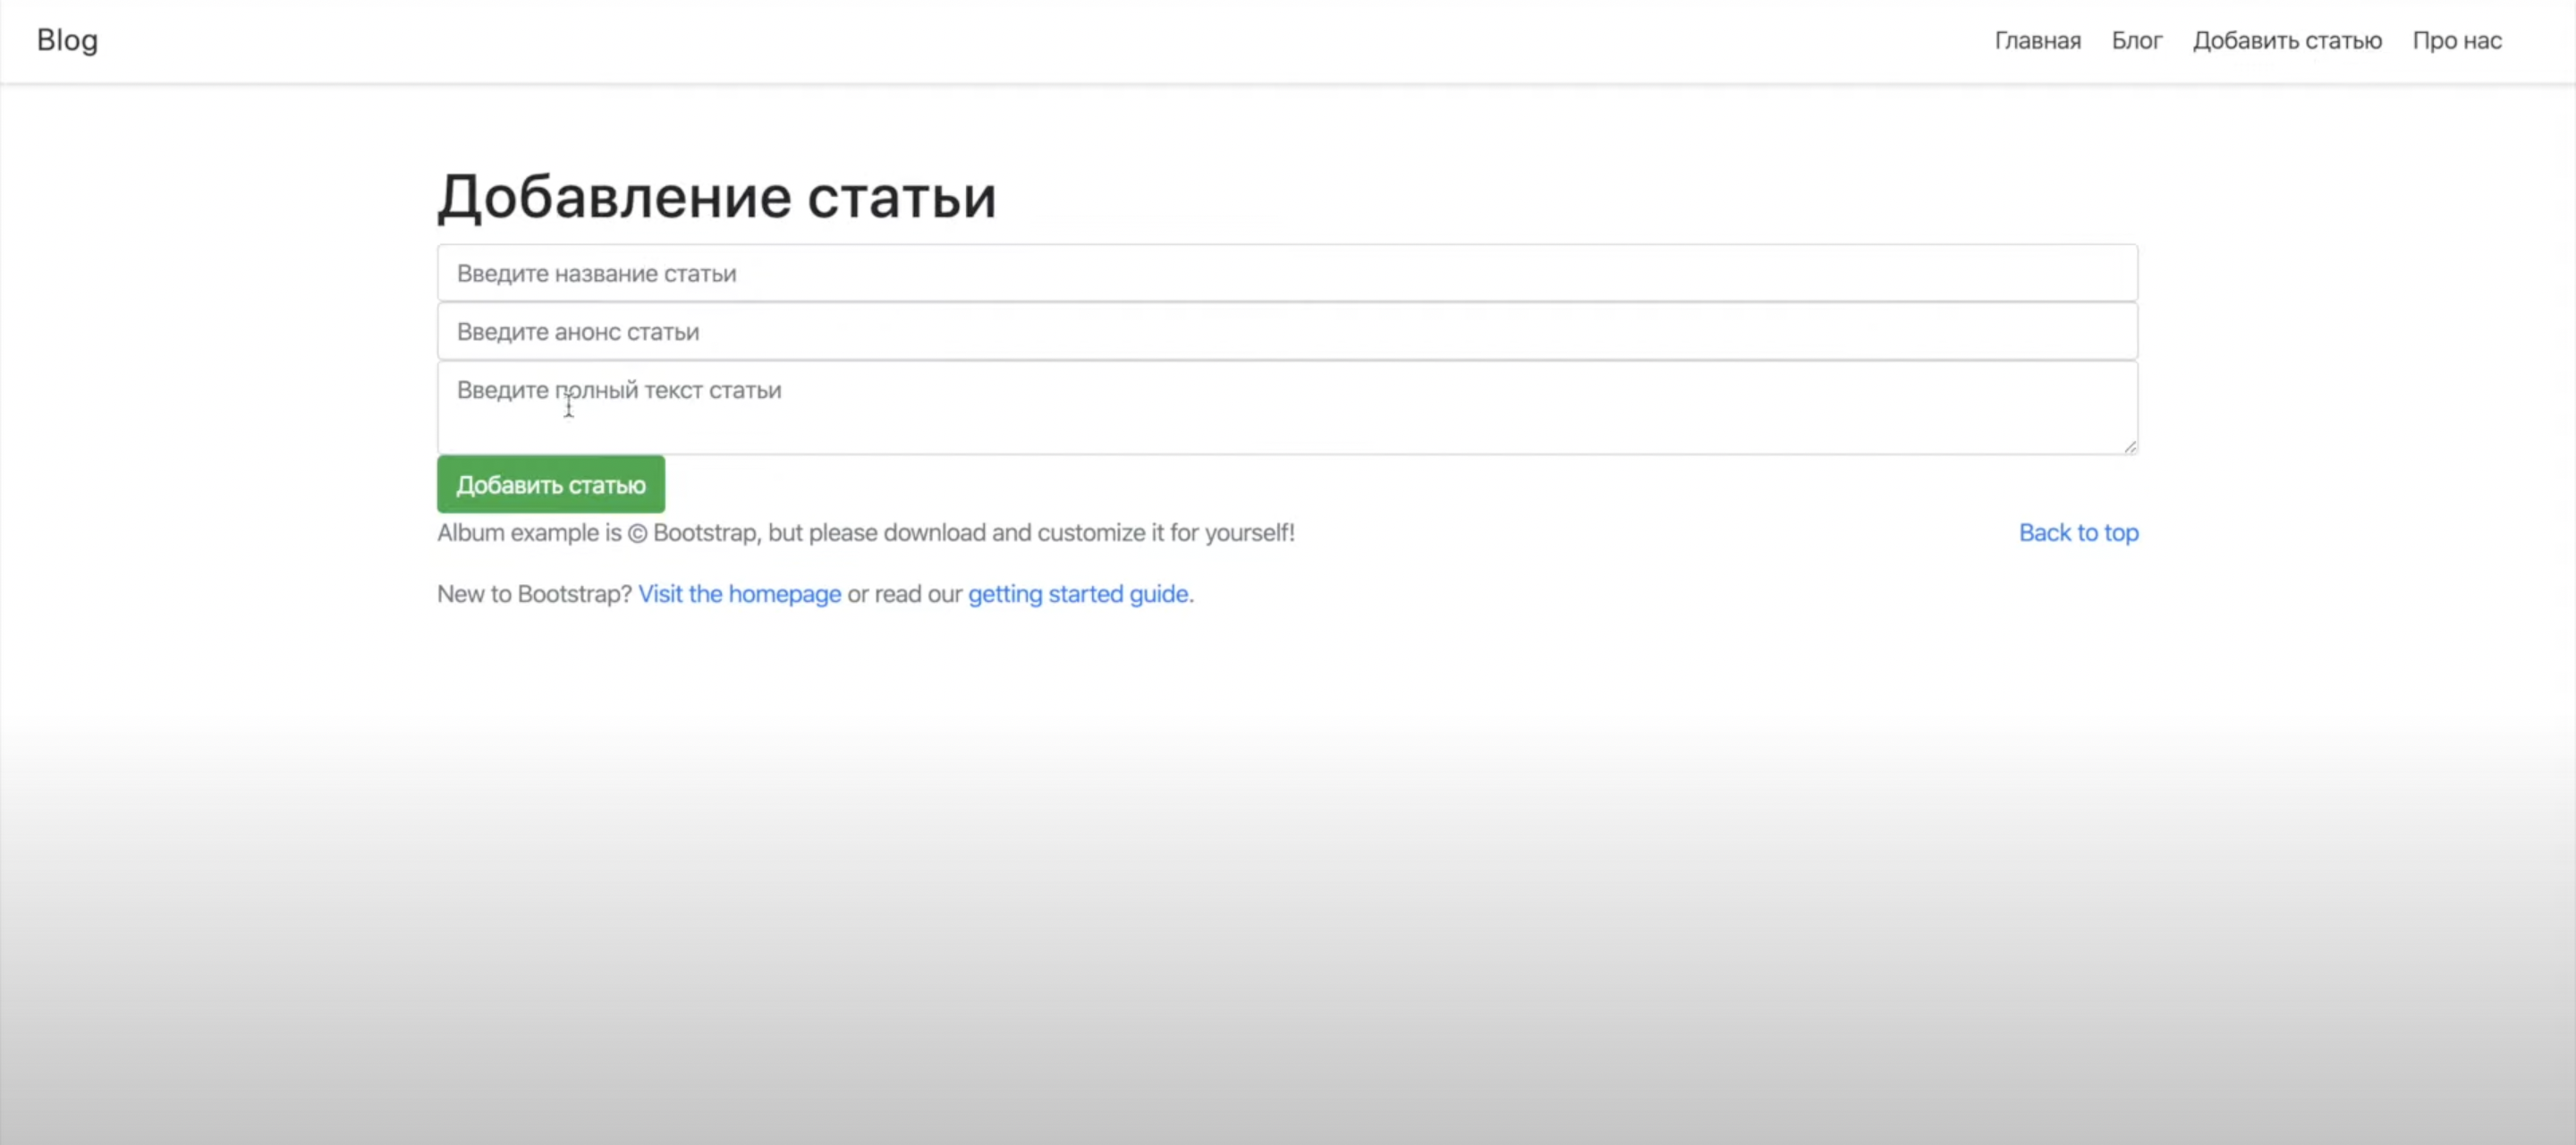 Blog
Главная Блог Добавить статью Про нас
Добавление статьи
Введите название статьи
Введите анонс статьи
Введите полный текст статьи
Добавить статью
Album example is © Bootstrap, but please download and customize it for yourself!
Back to top
New to Bootstrap? Visit the homepage or read our getting started guide.